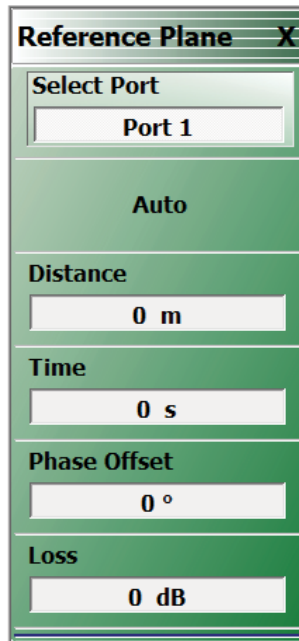 Reference Plane X
Select Port
Port 1
Auto
Distance
0 m
Time
0 s
Phase Offset
0 °
Loss
0 dB